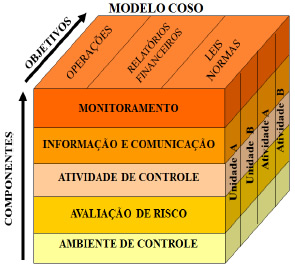 MODELO COSO
OBJETIVOS
OPERAÇÕES
RELATÓRIOS
FINANCEIROS
LEIS
NORMAS
COMPONENTES
MONITORAMENTO
INFORMAÇÃO E COMUNICAÇÃO
ATIVIDADE DE CONTROLE
AVALIAÇÃO DE RISCO
AMBIENTE DE CONTROLE
Unidade A
Unidade B
Atividade A
Atividade B